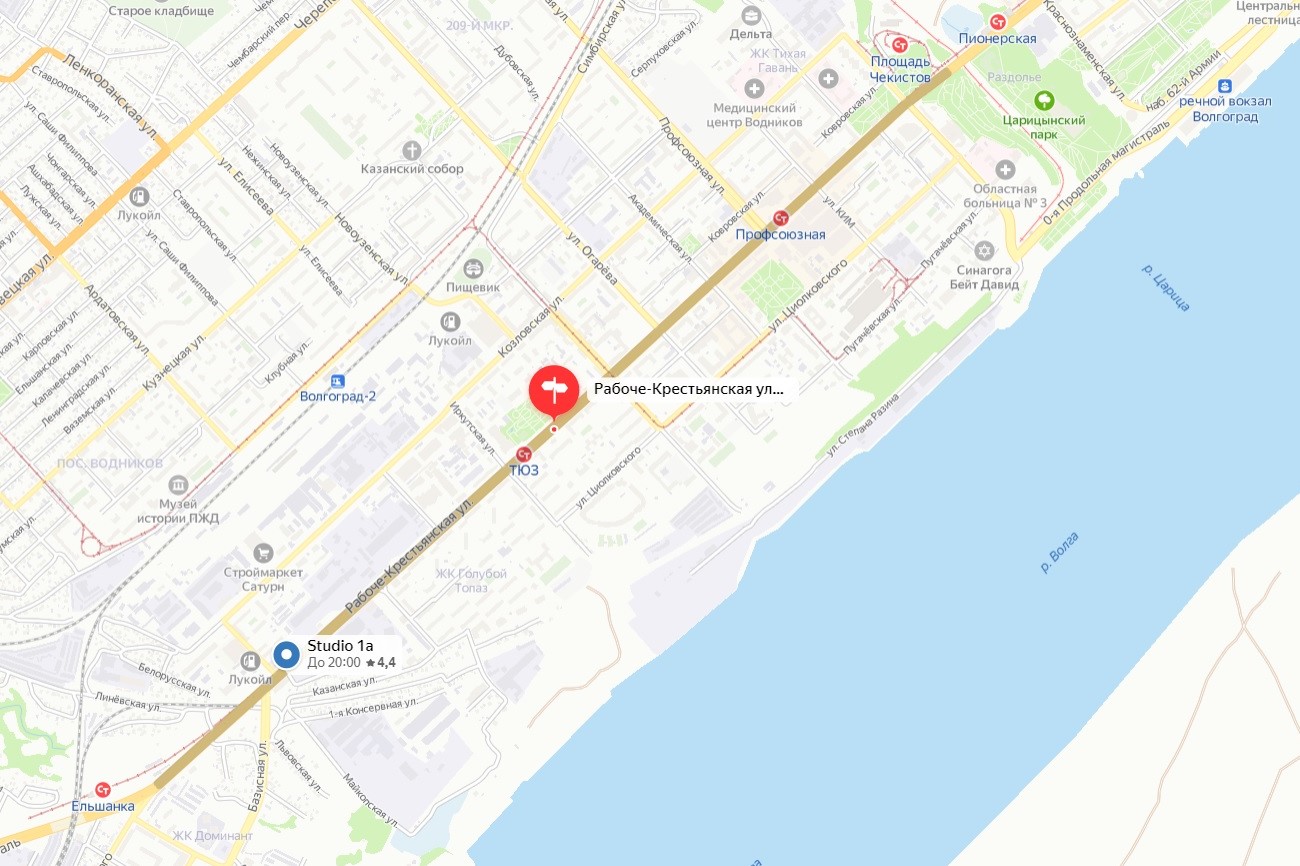 Старое кладбище
Чембарский пер.
Череп
209-Й МКР.
Симбирская ул.
Дубовская ул.
Серпуховская ул.
Дельта
ЖК Тихая
Гавань
Медицинский
центр Водников
Ковровская ул.
Площадь
Чекистов
Пионерская
Краснознаменская ул.
Центральн
лестница
наб. 62-й Армии
речной вокзал
Волгоград
Раздолье
Царицынский
парк
0-я Продольная магистраль
Областная
больница № 3
Ленкоранская ул.
Ставропольская ул.
ул. Саши Филиппова
Чонгарская ул.
Ашхабадская ул.
Лужская ул.
Лукойл
Нежинская ул.
Новоузенская ул.
ул. Елисеева
Казанский собор
Профсоюзная ул.
Академическая ул.
Ковровская ул.
ул. КИМ
Профсоюзная
Пугачёвская ул.
Синагога
Бейт Давид
р. Царица
Ставропольская ул.
ул. Саши Филиппова
Новоузенская ул.
ул. Елисеева
ул. Огарёва
Пищевик
Лукойл
ул. Циолковского
Пугачёвская ул.
вецкая ул.
Ардатовская ул.
Карповская ул.
Ельшанская ул.
Калачевская ул.
Ленинградская ул.
Вяземская ул.
Кузнецкая ул.
Клубная ул.
Козловская ул.
Волгоград-2
Рабоче-Крестьянская ул...
Иркутская ул.
ТЮЗ
ул. Степана Разина
ПОС. ВОДНИКОВ
Музей
истории ПЖД
умская ул.
ул. Циолковского
р. Волга
Строймаркет
Сатурн
Рабоче-Крестьянская ул.
ЖК Голубой
Топаз
Studio 1a
До 20:00 ★4,4
Лукойл
Белорусская ул.
Линёвская ул.
Казанская ул.
1-я Консервная ул.
Львовская ул.
Базисная ул.
Майкопская ул.
Ельшанка
ЖК Доминант
аль